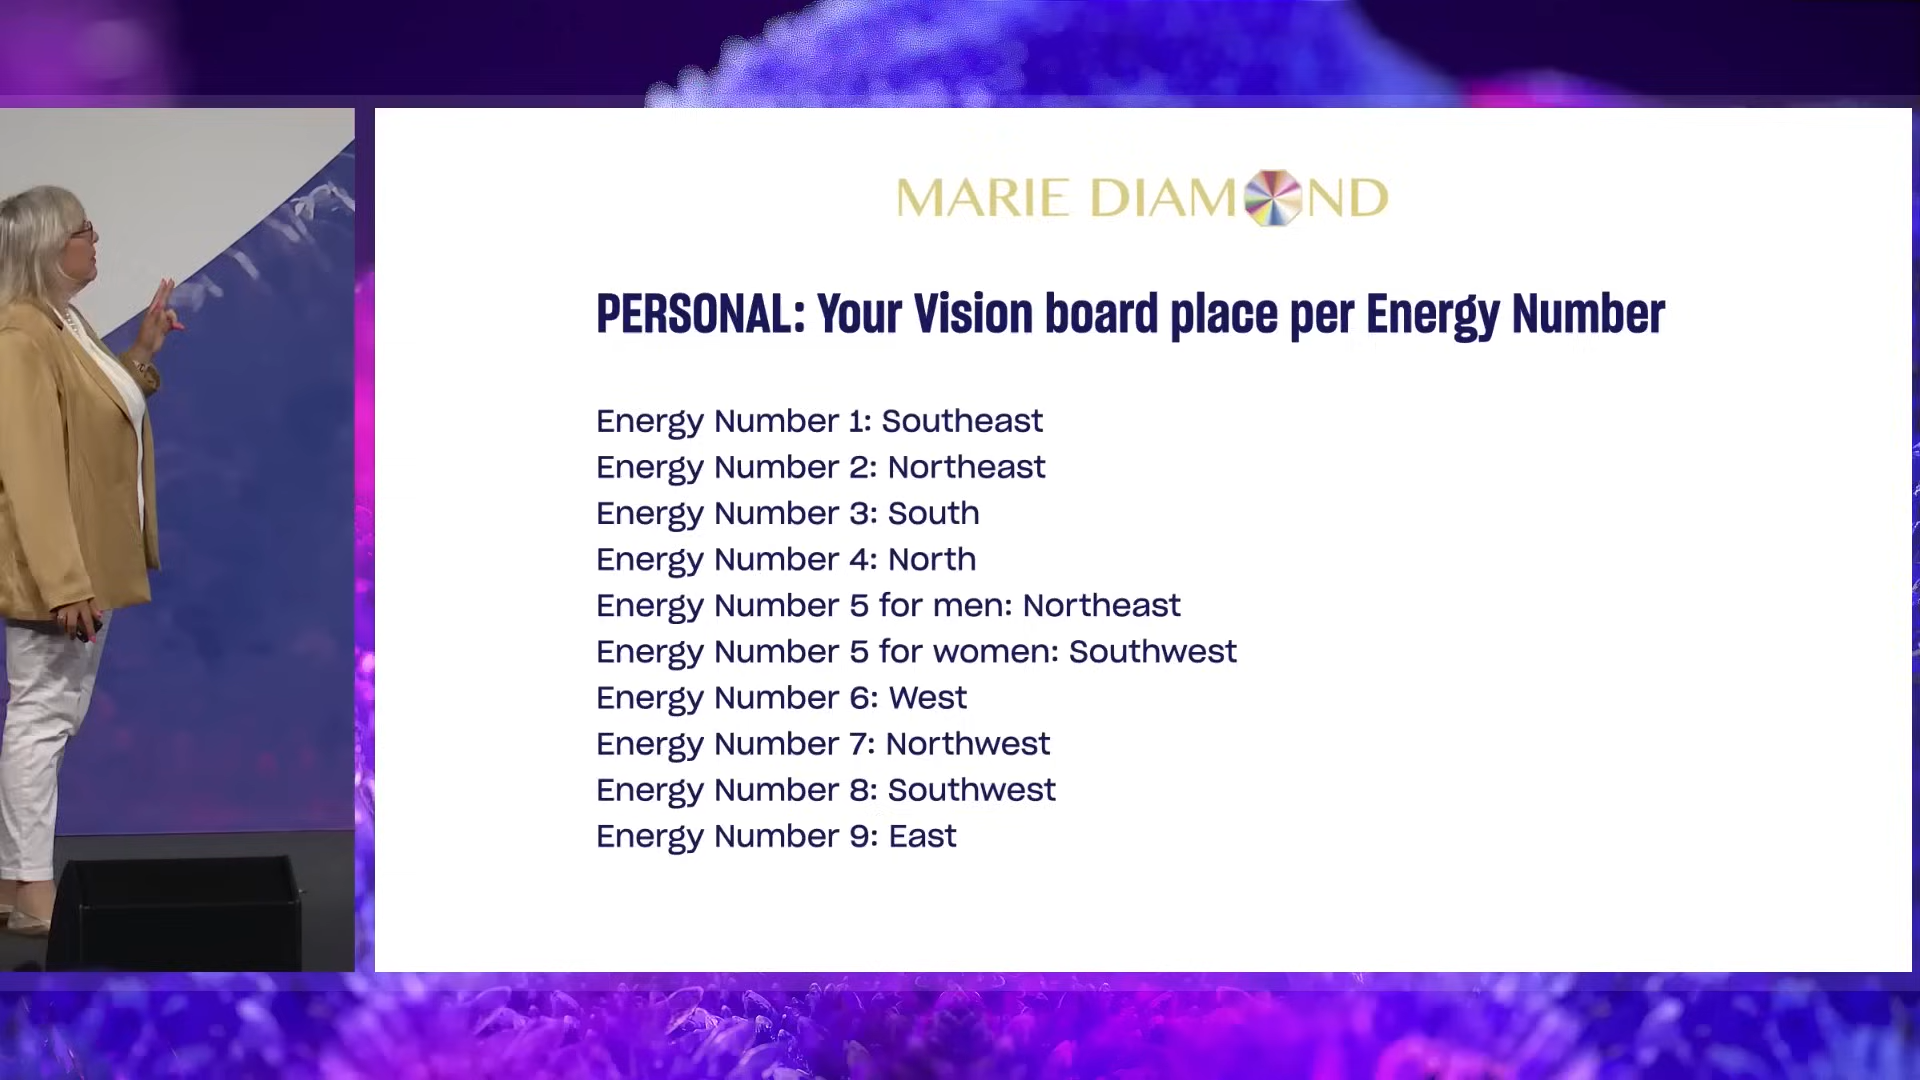 MARIE DIAMOND
PERSONAL: Your Vision board place per Energy Number
Energy Number 1: Southeast
Energy Number 2: Northeast
Energy Number 3: South
Energy Number 4: North
Energy Number 5 for men: Northeast
Energy Number 5 for women: Southwest
Energy Number 6: West
Energy Number 7: Northwest
Energy Number 8: Southwest
Energy Number 9: East